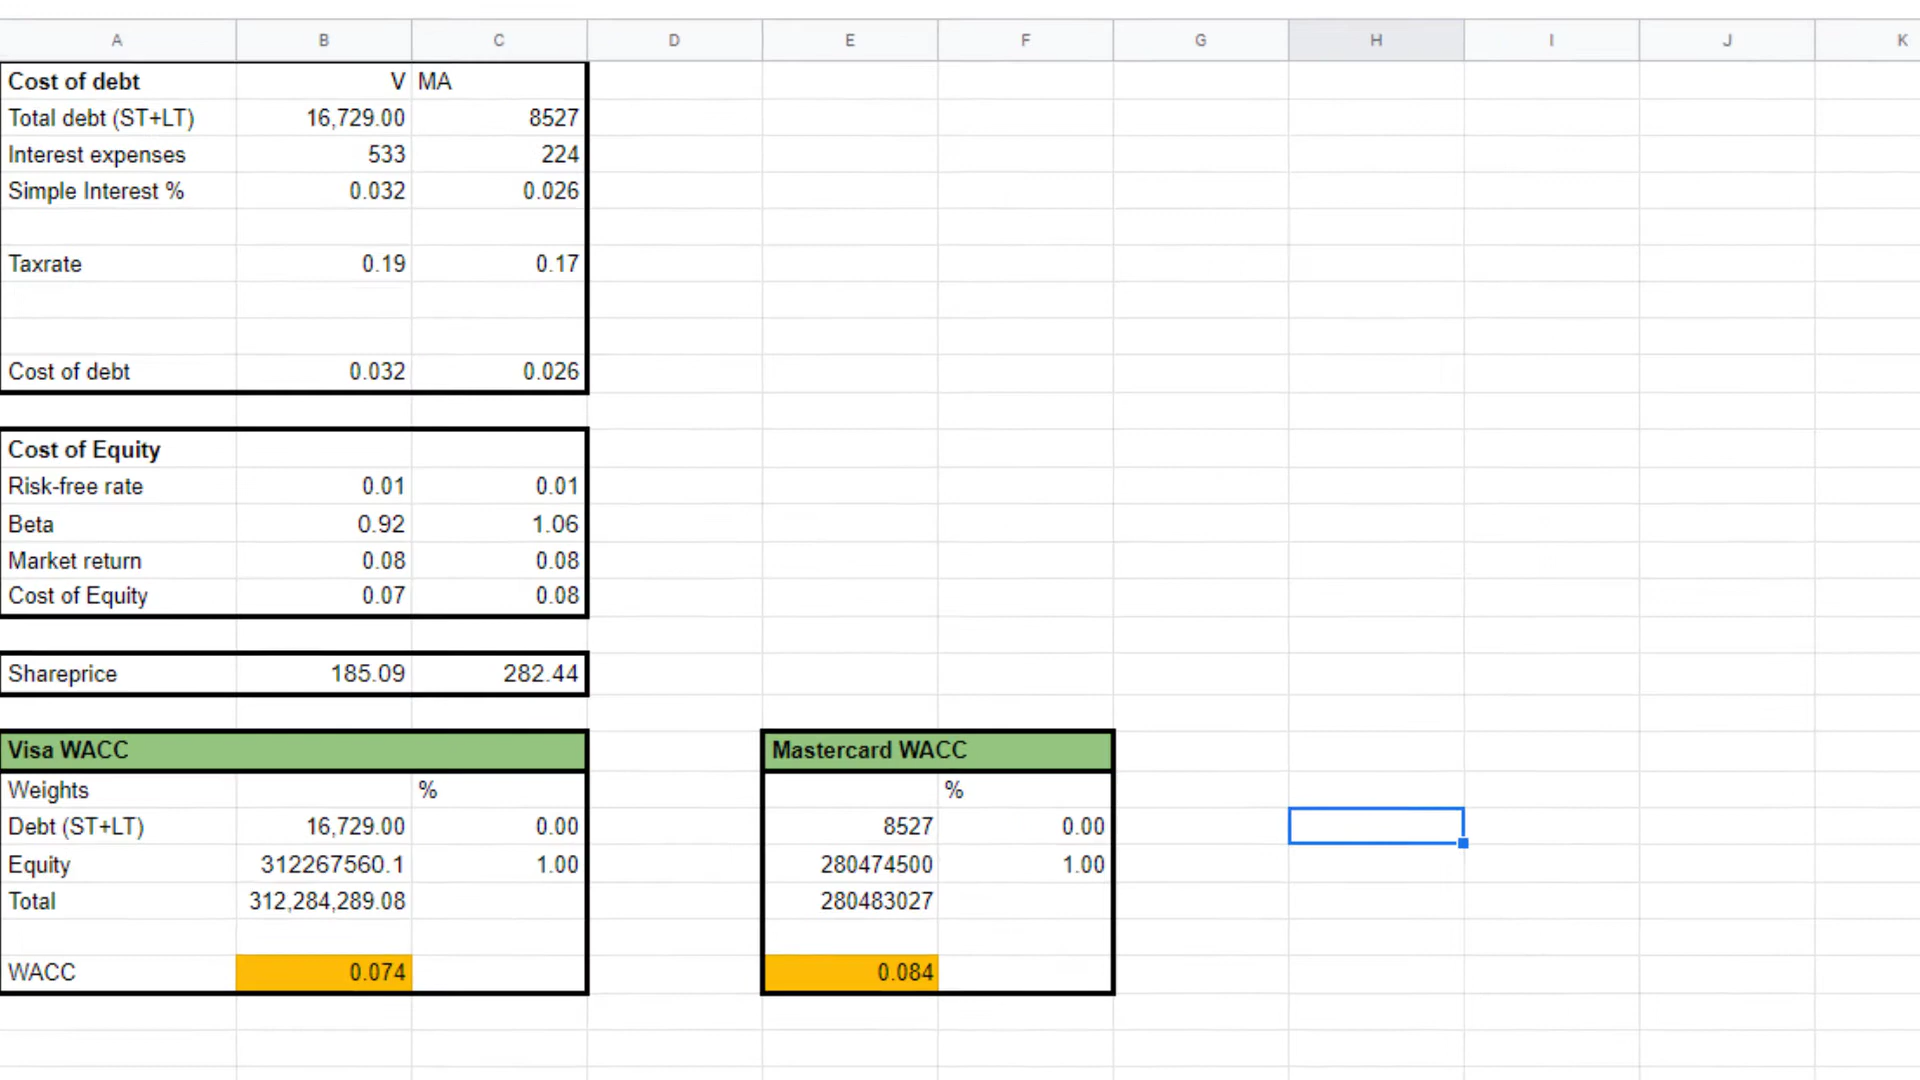 A B C D E F G H I J K
Cost of debt V MA
Total debt (ST+LT) 16,729.00 8527
Interest expenses 533 224
Simple Interest % 0.032 0.026
Taxrate 0.19 0.17
Cost of debt 0.032 0.026
Cost of Equity
Risk-free rate 0.01 0.01
Beta 0.92 1.06
Market return 0.08 0.08
Cost of Equity 0.07 0.08
Shareprice 185.09 282.44
Visa WACC Mastercard WACC
Weights % %
Debt (ST+LT) 16,729.00 0.00 8527 0.00
Equity 312267560.1 1.00 280474500 1.00
Total 312,284,289.08 280483027
WACC 0.074 0.084